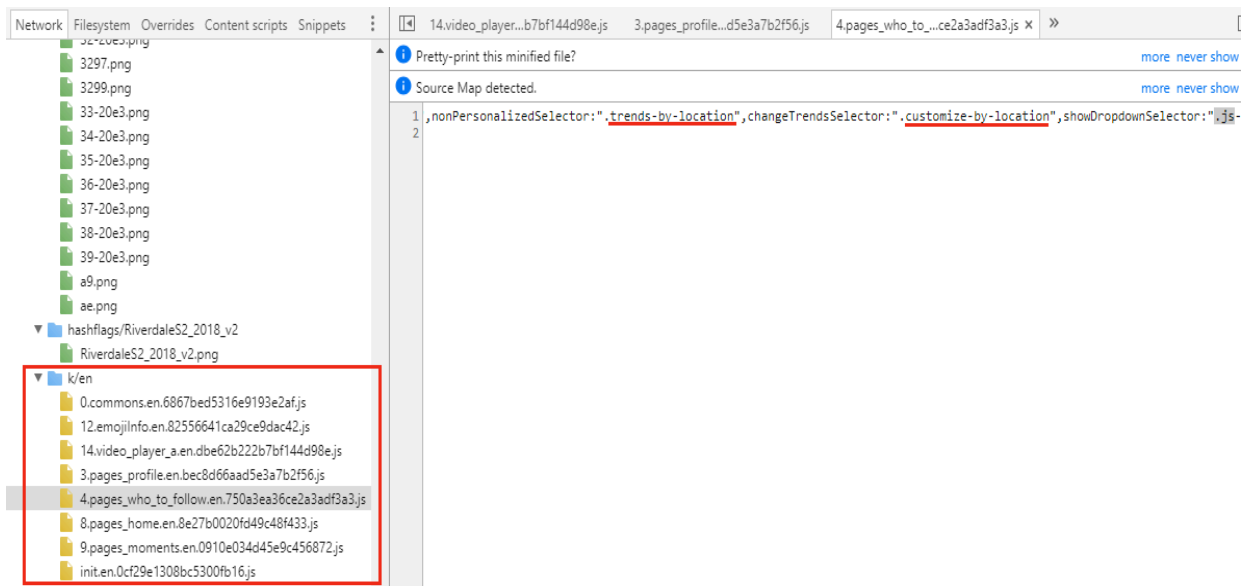 Network Filesystem Overrides Content scripts Snippets
32-20e3.png
3297.png
3299.png
33-20e3.png
34-20e3.png
35-20e3.png
36-20e3.png
37-20e3.png
38-20e3.png
39-20e3.png
a9.png
ae.png
hashflags/RiverdaleS2_2018_v2
RiverdaleS2_2018_v2.png
k/en
0.commons.en.6867bed5316e9193e2af.js
12.emojiInfo.en.82556641ca29ce9dac42.js
14.video_player_a.en.dbe62b222b7bf144d98e.js
3.pages_profile.en.bec8d66aad5e3a7b2f56.js
4.pages_who_to_follow.en.750a3ea36ce2a3adf3a3.js
8.pages_home.en.8e27b0020fd49c48f433.js
9.pages_moments.en.0910e034d45e9c456872.js
init.en.0cf29e1308bc5300fb16.js
14.video_player...b7bf144d98e.js 3.pages_profile...d5e3a7b2f56.js 4.pages_who_to_...ce2a3adf3a3.js × »
Pretty-print this minified file? more never show
Source Map detected. more never show
1 ,nonPersonalizedSelector:".trends-by-location",changeTrendsSelector:".customize-by-location",showDropdownSelector:".js-
2